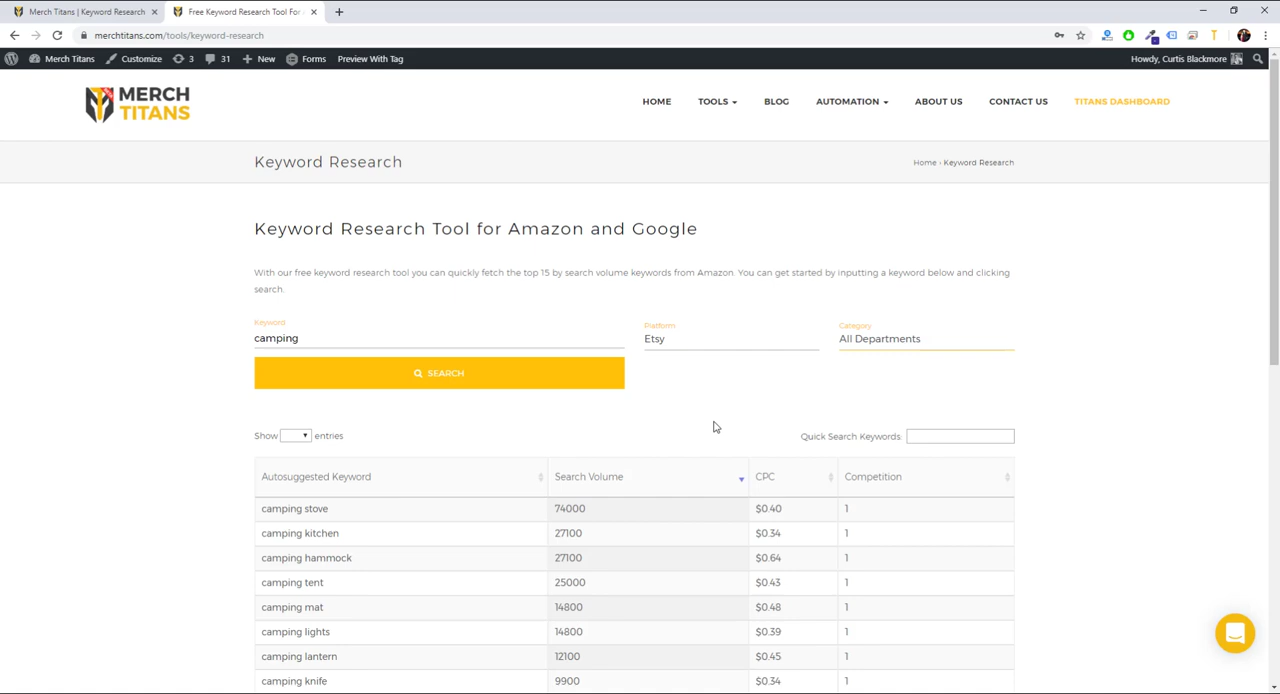 Merch Titans | Keyword Research
Free Keyword Research Tool For
merchtitans.com/tools/keyword-research
Merch Titans Customize 3 31 New Forms Preview With Tag Howdy, Curtis Blackmore
MERCH
TITANS
HOME TOOLS BLOG AUTOMATION ABOUT US CONTACT US TITANS DASHBOARD
Keyword Research
Home › Keyword Research
Keyword Research Tool for Amazon and Google
With our free keyword research tool you can quickly fetch the top 15 by search volume keywords from Amazon. You can get started by inputting a keyword below and clicking
search.
Keyword Platform Category
camping Etsy All Departments
SEARCH
Show entries Quick Search Keywords:
Autosuggested Keyword Search Volume CPC Competition
camping stove 74000 $0.40 1
camping kitchen 27100 $0.34 1
camping hammock 27100 $0.64 1
camping tent 25000 $0.43 1
camping mat 14800 $0.48 1
camping lights 14800 $0.39 1
camping lantern 12100 $0.45 1
camping knife 9900 $0.34 1